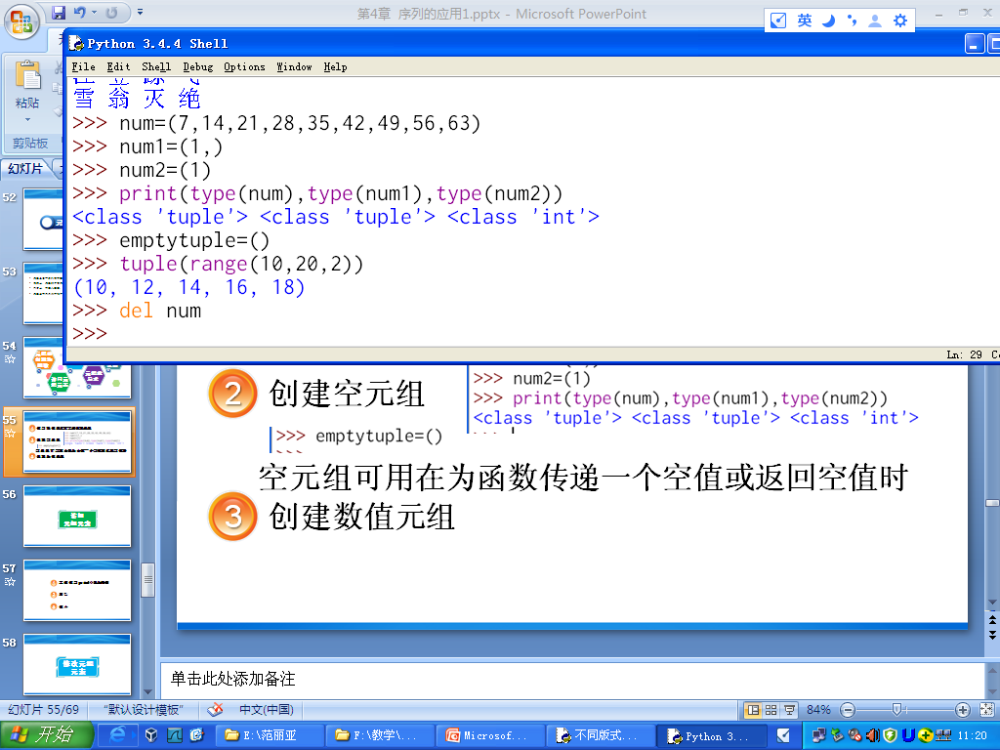 第4章 序列的应用1.pptx - Microsoft PowerPoint
英
Python 3.4.4 Shell
File Edit Shell Debug Options Window Help
雪 翁 灭 绝
>>> num=(7,14,21,28,35,42,49,56,63)
>>> num1=(1,)
>>> num2=(1)
>>> print(type(num),type(num1),type(num2))
<class 'tuple'> <class 'tuple'> <class 'int'>
>>> emptytuple=()
>>> tuple(range(10,20,2))
(10, 12, 14, 16, 18)
>>> del num
>>>
Ln: 29
粘贴
剪贴板
幻灯片
52
53
54
55
56
57
58
>>> num2=(1)
>>> print(type(num),type(num1),type(num2))
<class 'tuple'> <class 'tuple'> <class 'int'>
2 创建空元组
>>> emptytuple=()
空元组可用在为函数传递一个空值或返回空值时
3 创建数值元组
单击此处添加备注
幻灯片 55/69 “默认设计模板” 中文(中国) 84%
开始 E:\范丽亚 F:\教学\... Microsof... 不同版式... Python 3... 11:20